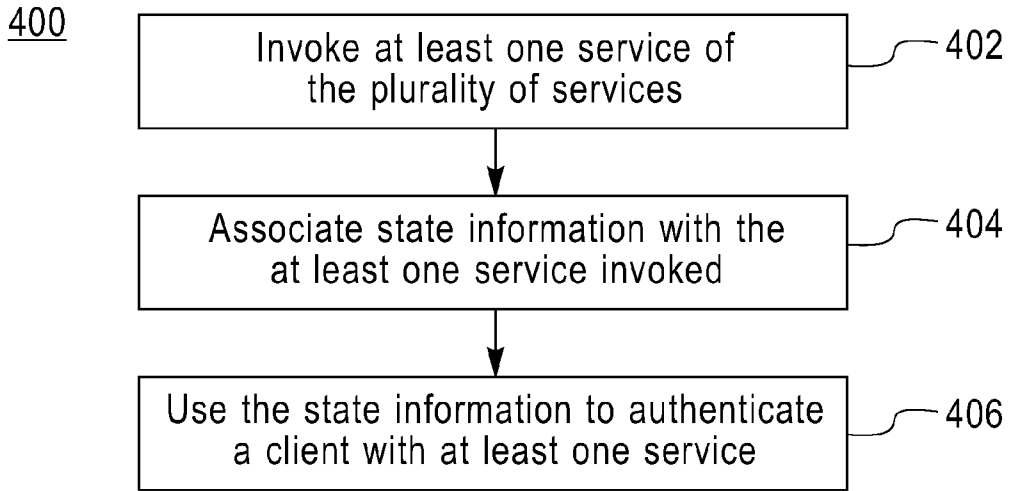 400
Invoke at least one service of
the plurality of services
402
Associate state information with the
at least one service invoked
404
Use the state information to authenticate
a client with at least one service
406